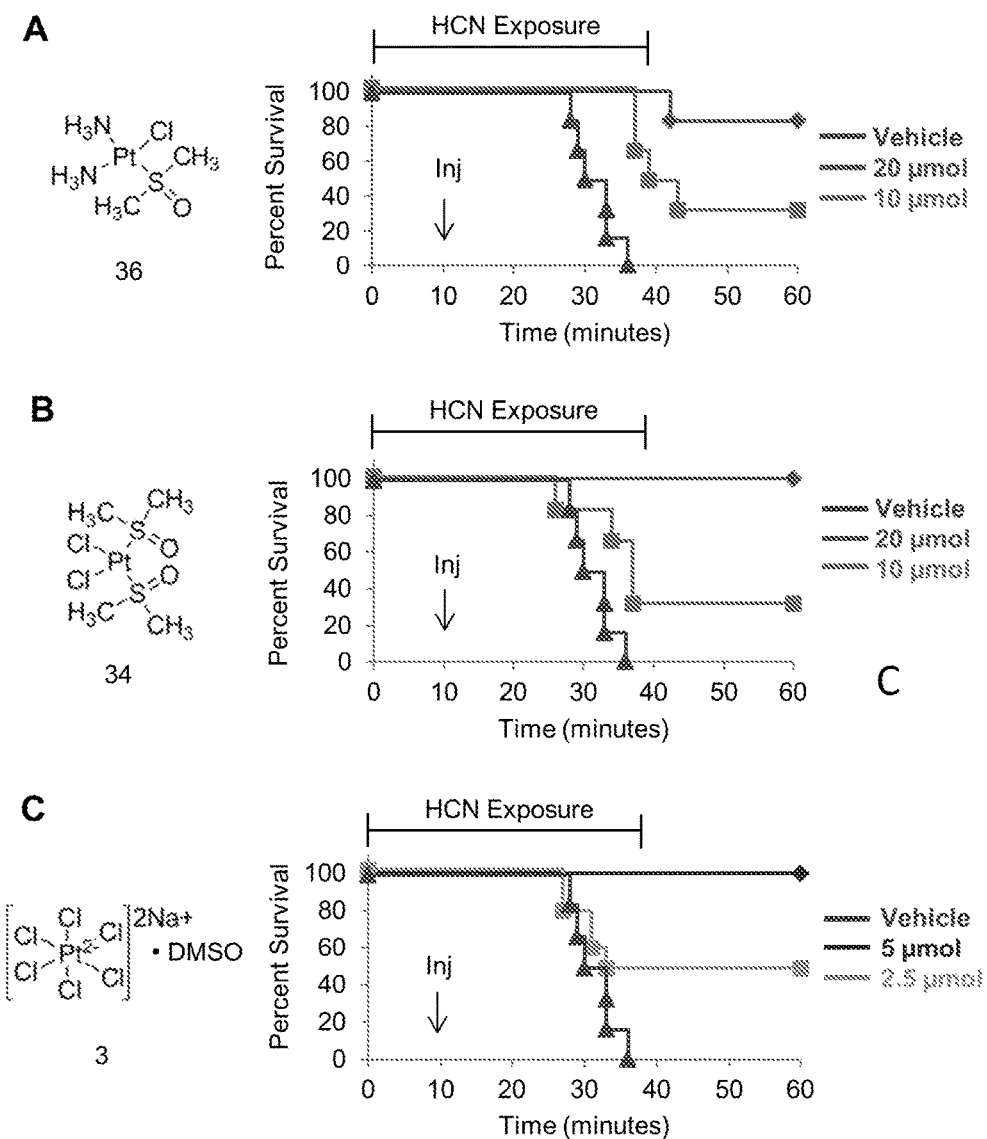 A
HCN Exposure
H₃N
Cl
Pt
CH₃
H₃N
S
H₃C
O
36
Percent Survival
100
80
60
40
20
0
Inj
0 10 20 30 40 50 60
Time (minutes)
Vehicle
20 µmol
10 µmol
B
HCN Exposure
CH₃
H₃C
S
Cl
O
Pt
Cl
O
S
H₃C
CH₃
34
Percent Survival
100
80
60
40
20
0
Inj
0 10 20 30 40 50 60
Time (minutes)
Vehicle
20 µmol
10 µmol
C
C
HCN Exposure
Cl
Cl
Cl
Pt²⁻
Cl
Cl
Cl
2Na+
• DMSO
3
Percent Survival
100
80
60
40
20
0
Inj
0 10 20 30 40 50 60
Time (minutes)
Vehicle
5 µmol
2.5 µmol